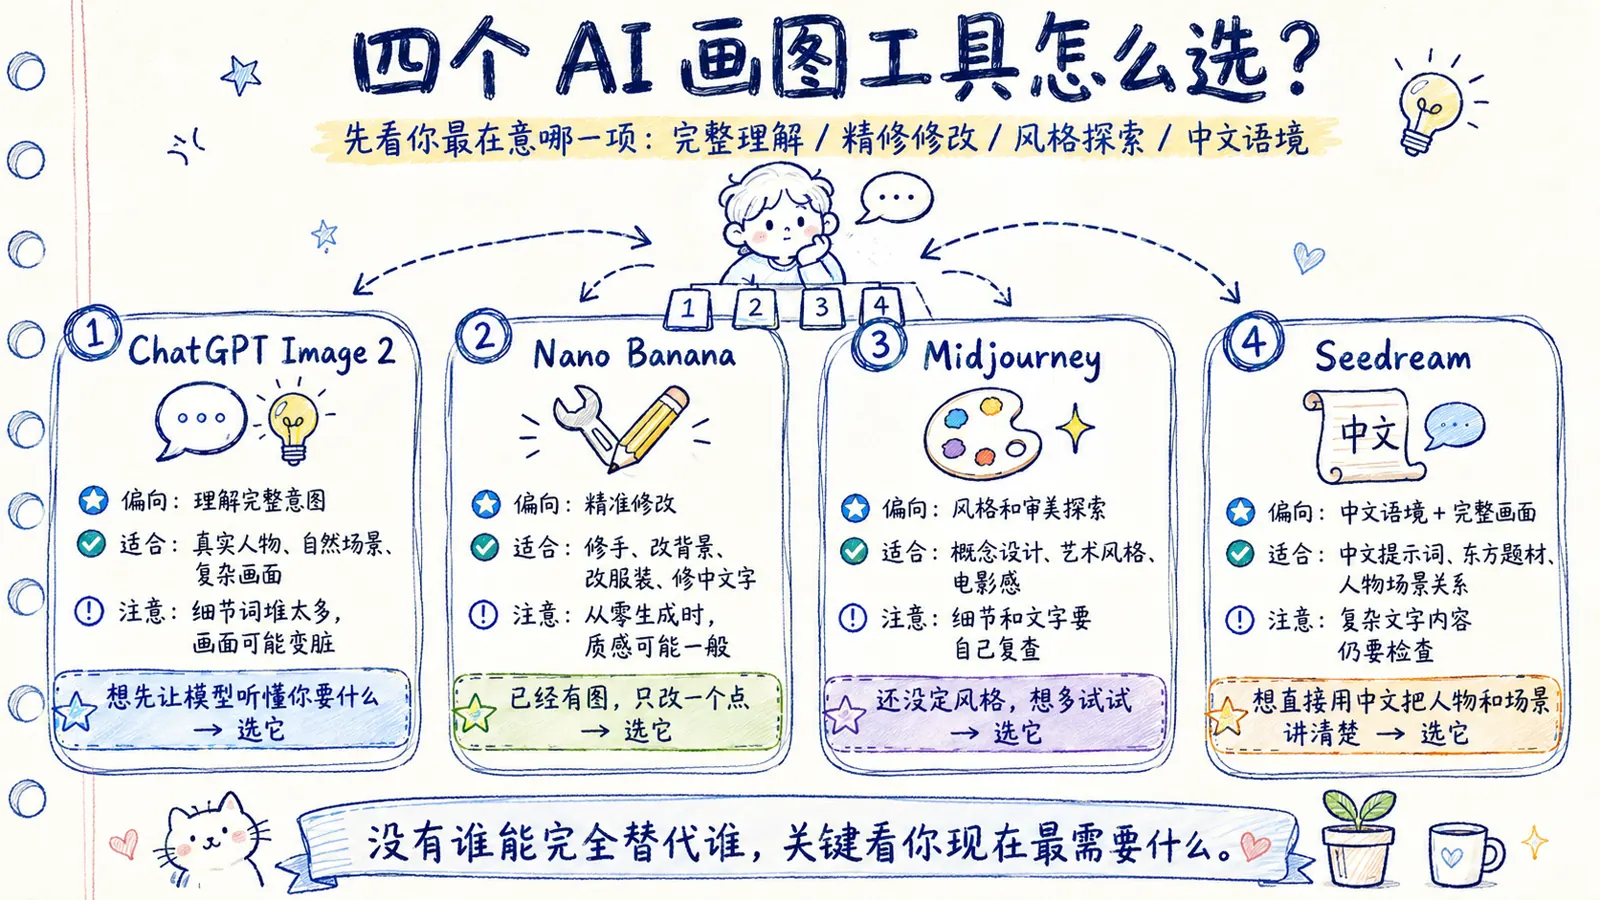 四个 AI 画图工具怎么选？
先看你最在意哪一项：完整理解 / 精修修改 / 风格探索 / 中文语境
1 2 3 4
1 ChatGPT Image 2
偏向：理解完整意图
适合：真实人物、自然场景、
复杂画面
注意：细节词堆太多，
画面可能变脏
想先让模型听懂你要什么
→ 选它
2 Nano Banana
偏向：精准修改
适合：修手、改背景、
改服装、修中文字
注意：从零生成时，
质感可能一般
已经有图，只改一个点
→ 选它
3 Midjourney
偏向：风格和审美探索
适合：概念设计、艺术风格、
电影感
注意：细节和文字要
自己复查
还没定风格，想多试试
→ 选它
4 Seedream
中文
偏向：中文语境 + 完整画面
适合：中文提示词、东方题材、
人物场景关系
注意：复杂文字内容
仍要检查
想直接用中文把人物和场景
讲清楚 → 选它
没有谁能完全替代谁，关键看你现在最需要什么。